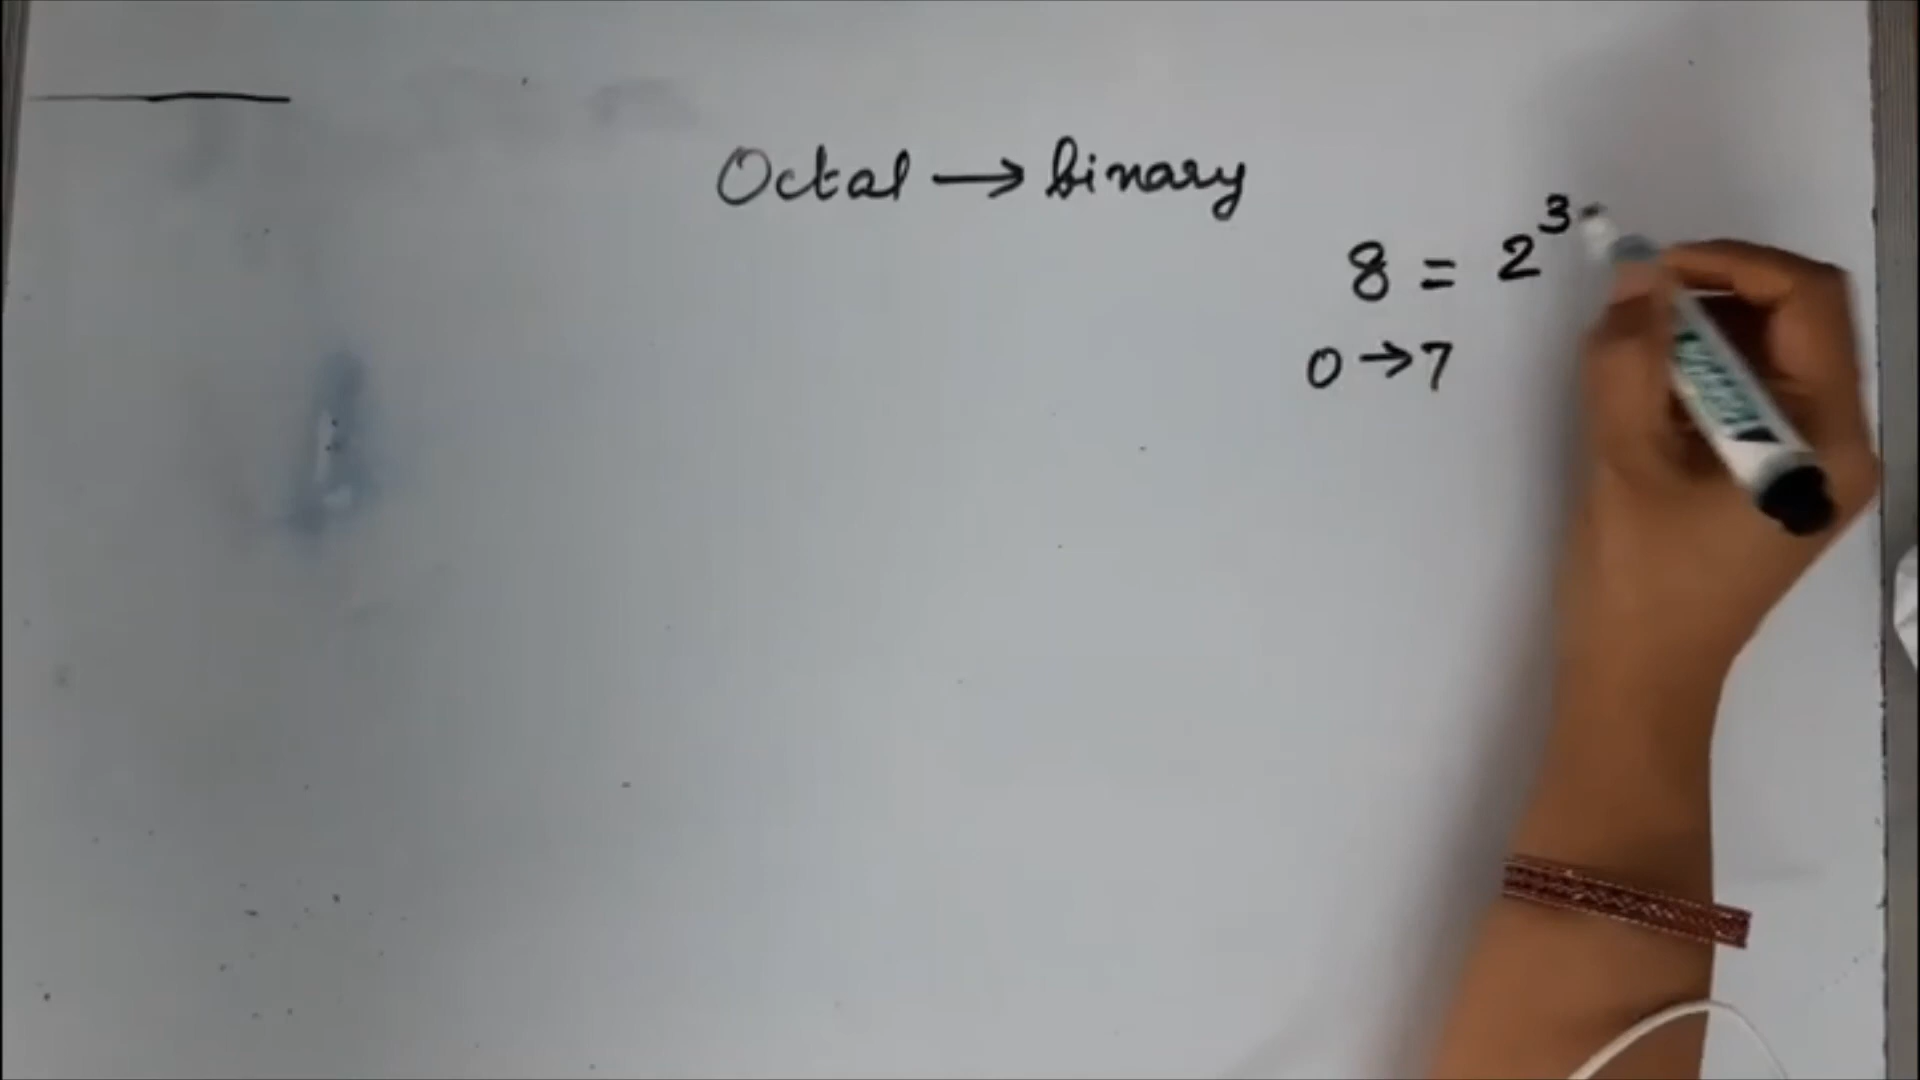 Octal → binary
8 = 2³
0 → 7